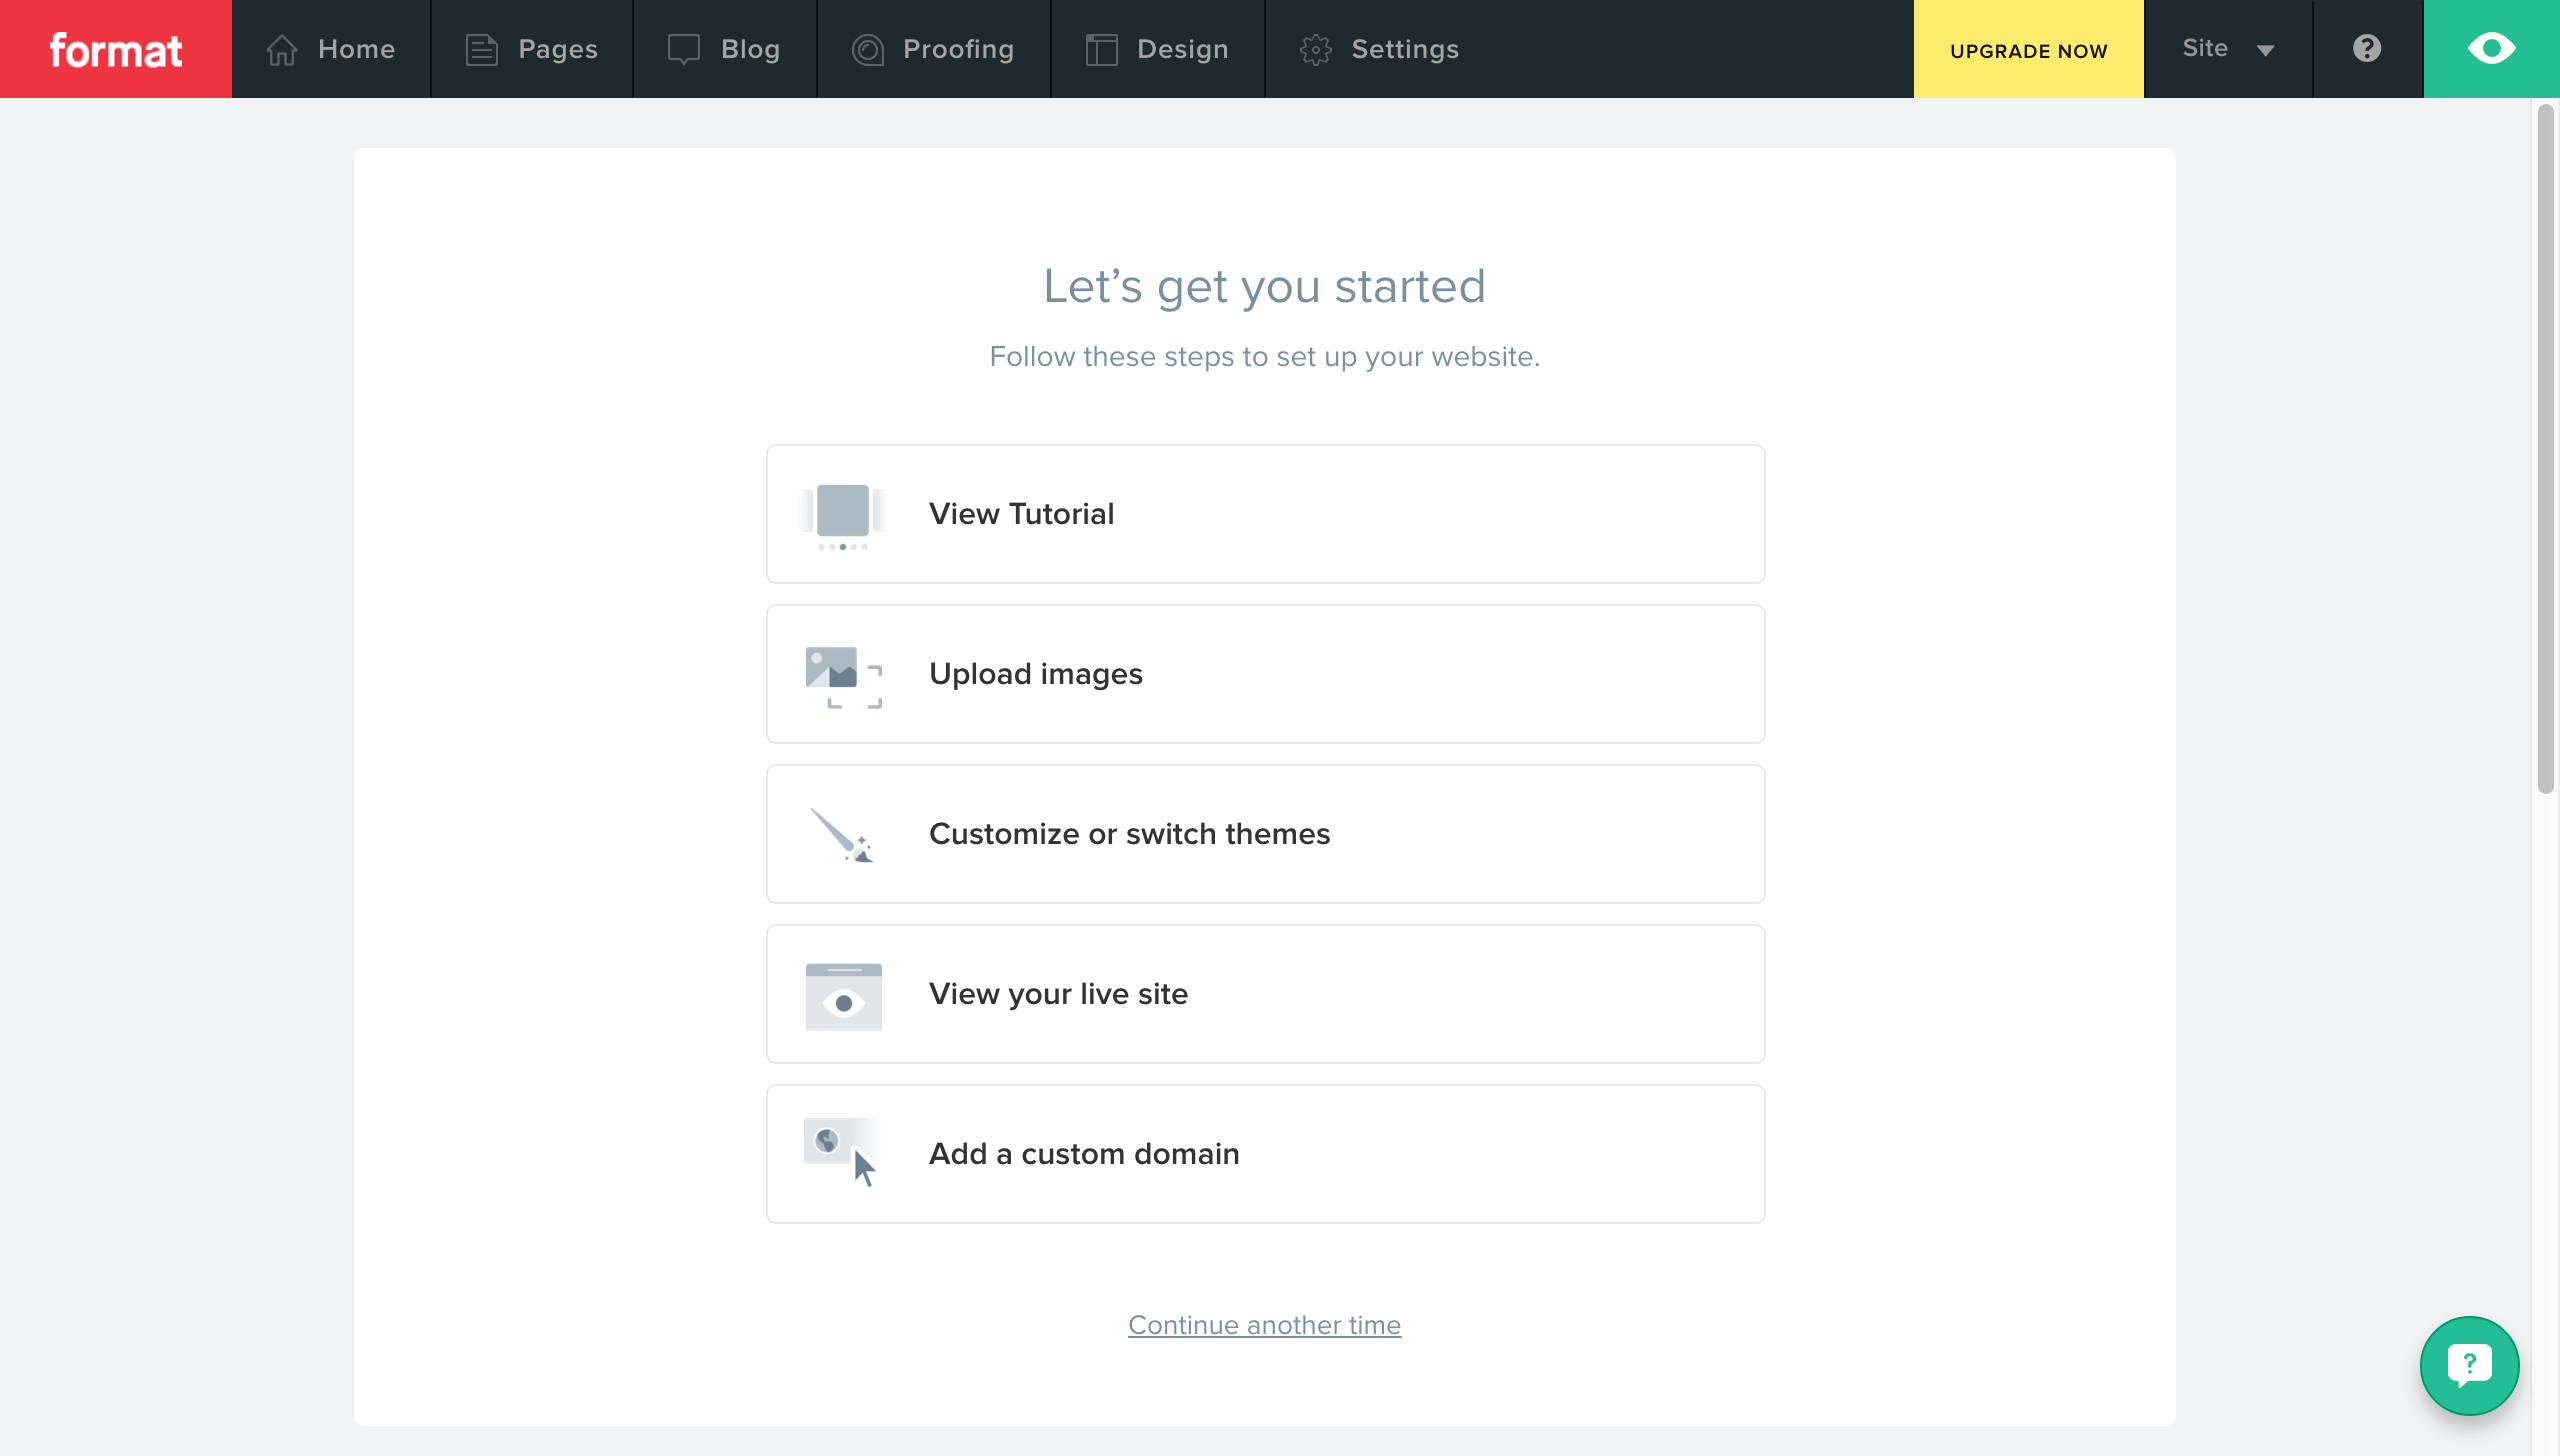 format Home Pages Blog Proofing Design Settings UPGRADE NOW Site ?
Let’s get you started
Follow these steps to set up your website.
View Tutorial
Upload images
Customize or switch themes
View your live site
Add a custom domain
Continue another time
?